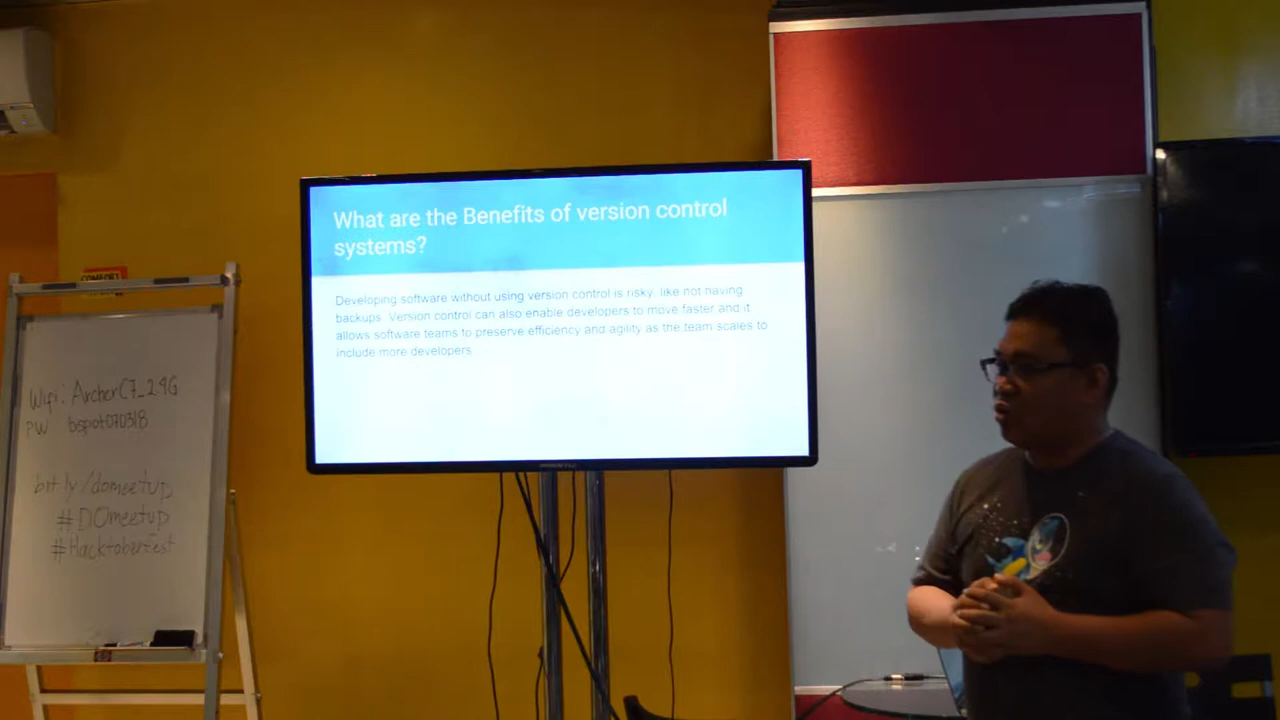 What are the Benefits of version control
systems?
Developing software without using version control is risky, like not having
backups. Version control can also enable developers to move faster and it
allows software teams to preserve efficiency and agility as the team scales to
include more developers.
COMFORT
Wifi: ArcherC7_2.4G
PW bspot070318
bit.ly/domeetup
#DOmeetup
#Hacktoberfest